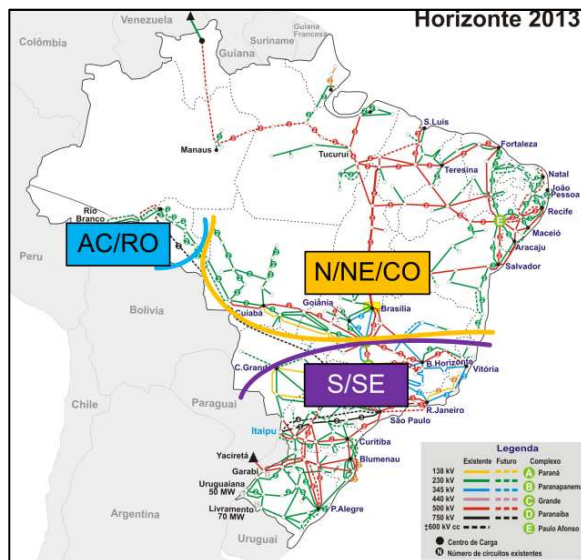 Horizonte 2013
Venezuela
Colômbia
Guiana
Suriname
Guiana
Francesa
Manaus
Tucuruí
S.Luis
Fortaleza
Teresina
Natal
João
Pessoa
Recife
Maceió
Aracaju
Salvador
Rio
Branco
AC/RO
N/NE/CO
Peru
Bolívia
Cuiabá
Goiânia
Brasília
C.Grande
S/SE
B.Horizonte
Vitória
R.Janeiro
São Paulo
Chile
Paraguai
Itaipu
Curitiba
Blumenau
Yaciretá
Garabi
Uruguaiana
50 MW
Livramento
70 MW
P.Alegre
Argentina
Uruguai
Legenda
Existente Futuro Complexo
138 kV A Paraná
230 kV B Paranapanema
345 kV C Grande
440 kV D Paranaíba
500 kV E Paulo Afonso
750 kV
±600 kV cc
Centro de Carga
N Número de circuitos existentes
E